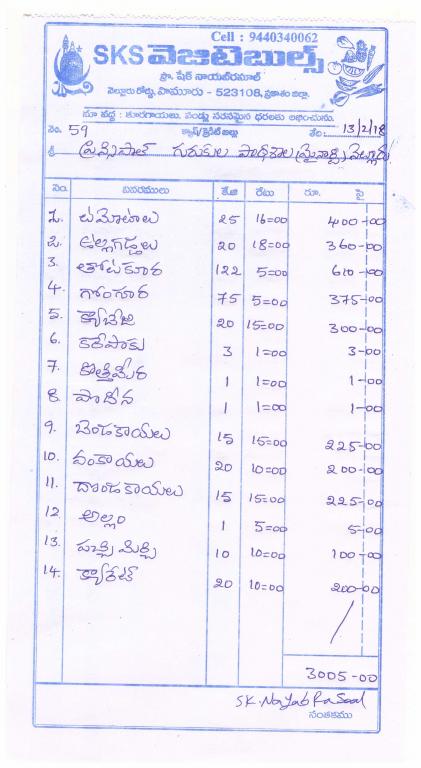 Cell : 9440340062
SKS వెజిటెబుల్స్
ప్రొ. షేక్ నాయబ్‌రసూల్
నెల్లూరు రోడ్డు, పామూరు - 523108, ప్రకాశం జిల్లా.
మా వద్ద : కూరగాయలు, పండ్లు సరసమైన ధరలకు లభించును.
నెం. 59 క్యాష్/క్రెడిట్ బిల్లు తేది. 13/2/18
శ్రీ ప్రిన్సిపాల్ గురుకుల పాఠశాల (మైనార్టీ) నెల్లూరు
నెం. వివరములు కే.జి రేటు రూ. పై
1. టమోటాలు 25 16=00 400-00
2. ఉల్లిగడ్డలు 20 18=00 360-00
3. తోటకూర 122 5=00 610-00
4. గోంగూర 75 5=00 375-00
5. క్యాబేజి 20 15=00 300-00
6. కరేపాకు 3 1=00 3-00
7. కొత్తిమీర 1 1=00 1-00
8. పొదీన 1 1=00 1-00
9. బెండకాయలు 15 15=00 225-00
10. వంకాయలు 20 10=00 200-00
11. దొండకాయలు 15 15=00 225-00
12. అల్లం 1 5=00 5-00
13. పచ్చి మిర్చి 10 10=00 100-00
14. క్యారేట్ 20 10=00 200-00
3005-00
SK. Nayab Rasool
సంతకము